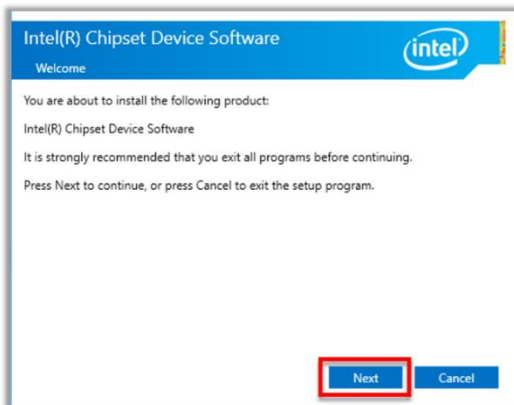 Intel(R) Chipset Device Software
intel
Welcome
You are about to install the following product:
Intel(R) Chipset Device Software
It is strongly recommended that you exit all programs before continuing.
Press Next to continue, or press Cancel to exit the setup program.
Next Cancel